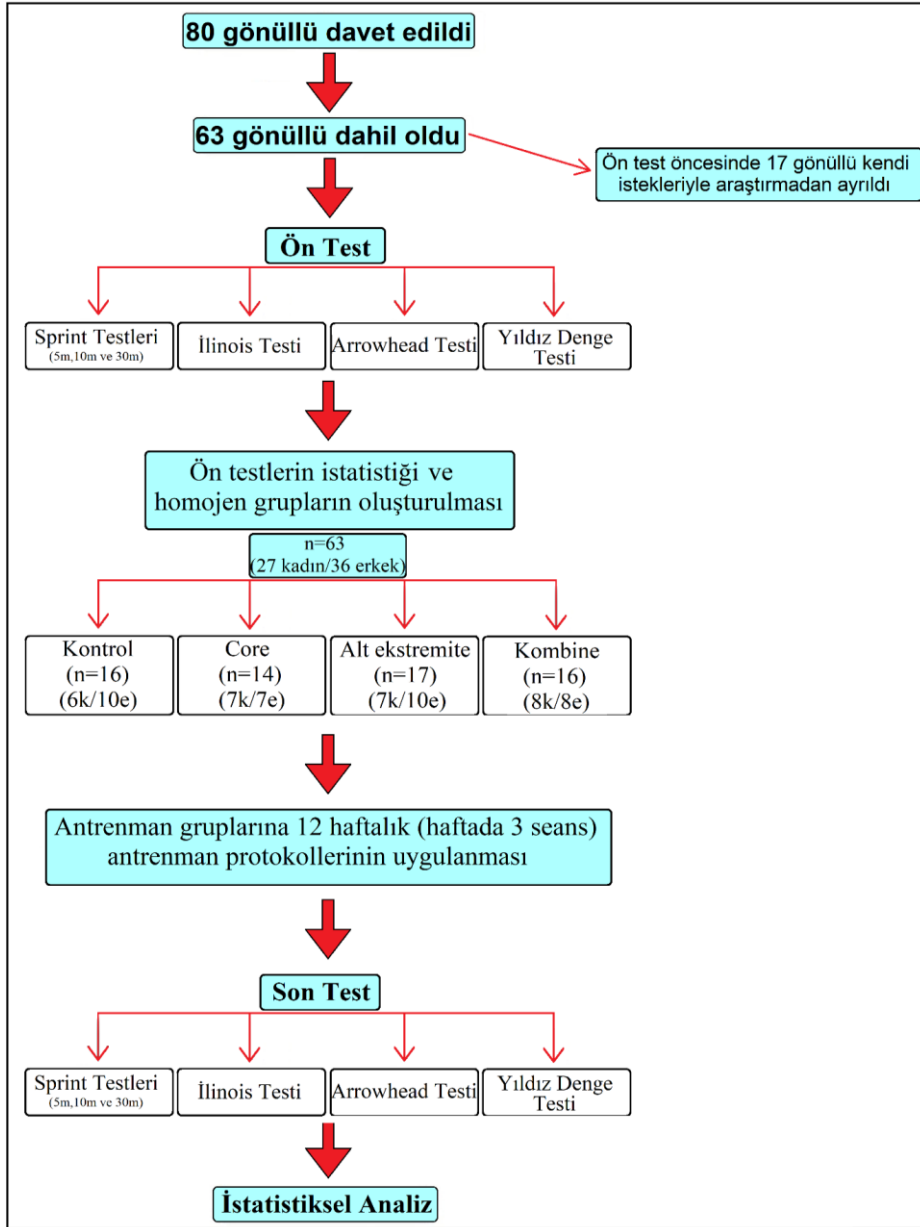 80 gönüllü davet edildi
63 gönüllü dahil oldu
Ön test öncesinde 17 gönüllü kendi
istekleriyle araştırmadan ayrıldı
Ön Test
Sprint Testleri
(5m,10m ve 30m)
İlinois Testi
Arrowhead Testi
Yıldız Denge
Testi
Ön testlerin istatistiği ve
homojen grupların oluşturulması
n=63
(27 kadın/36 erkek)
Kontrol
(n=16)
(6k/10e)
Core
(n=14)
(7k/7e)
Alt ekstremite
(n=17)
(7k/10e)
Kombine
(n=16)
(8k/8e)
Antrenman gruplarına 12 haftalık (haftada 3 seans)
antrenman protokollerinin uygulanması
Son Test
Sprint Testleri
(5m,10m ve 30m)
İlinois Testi
Arrowhead Testi
Yıldız Denge
Testi
İstatistiksel Analiz